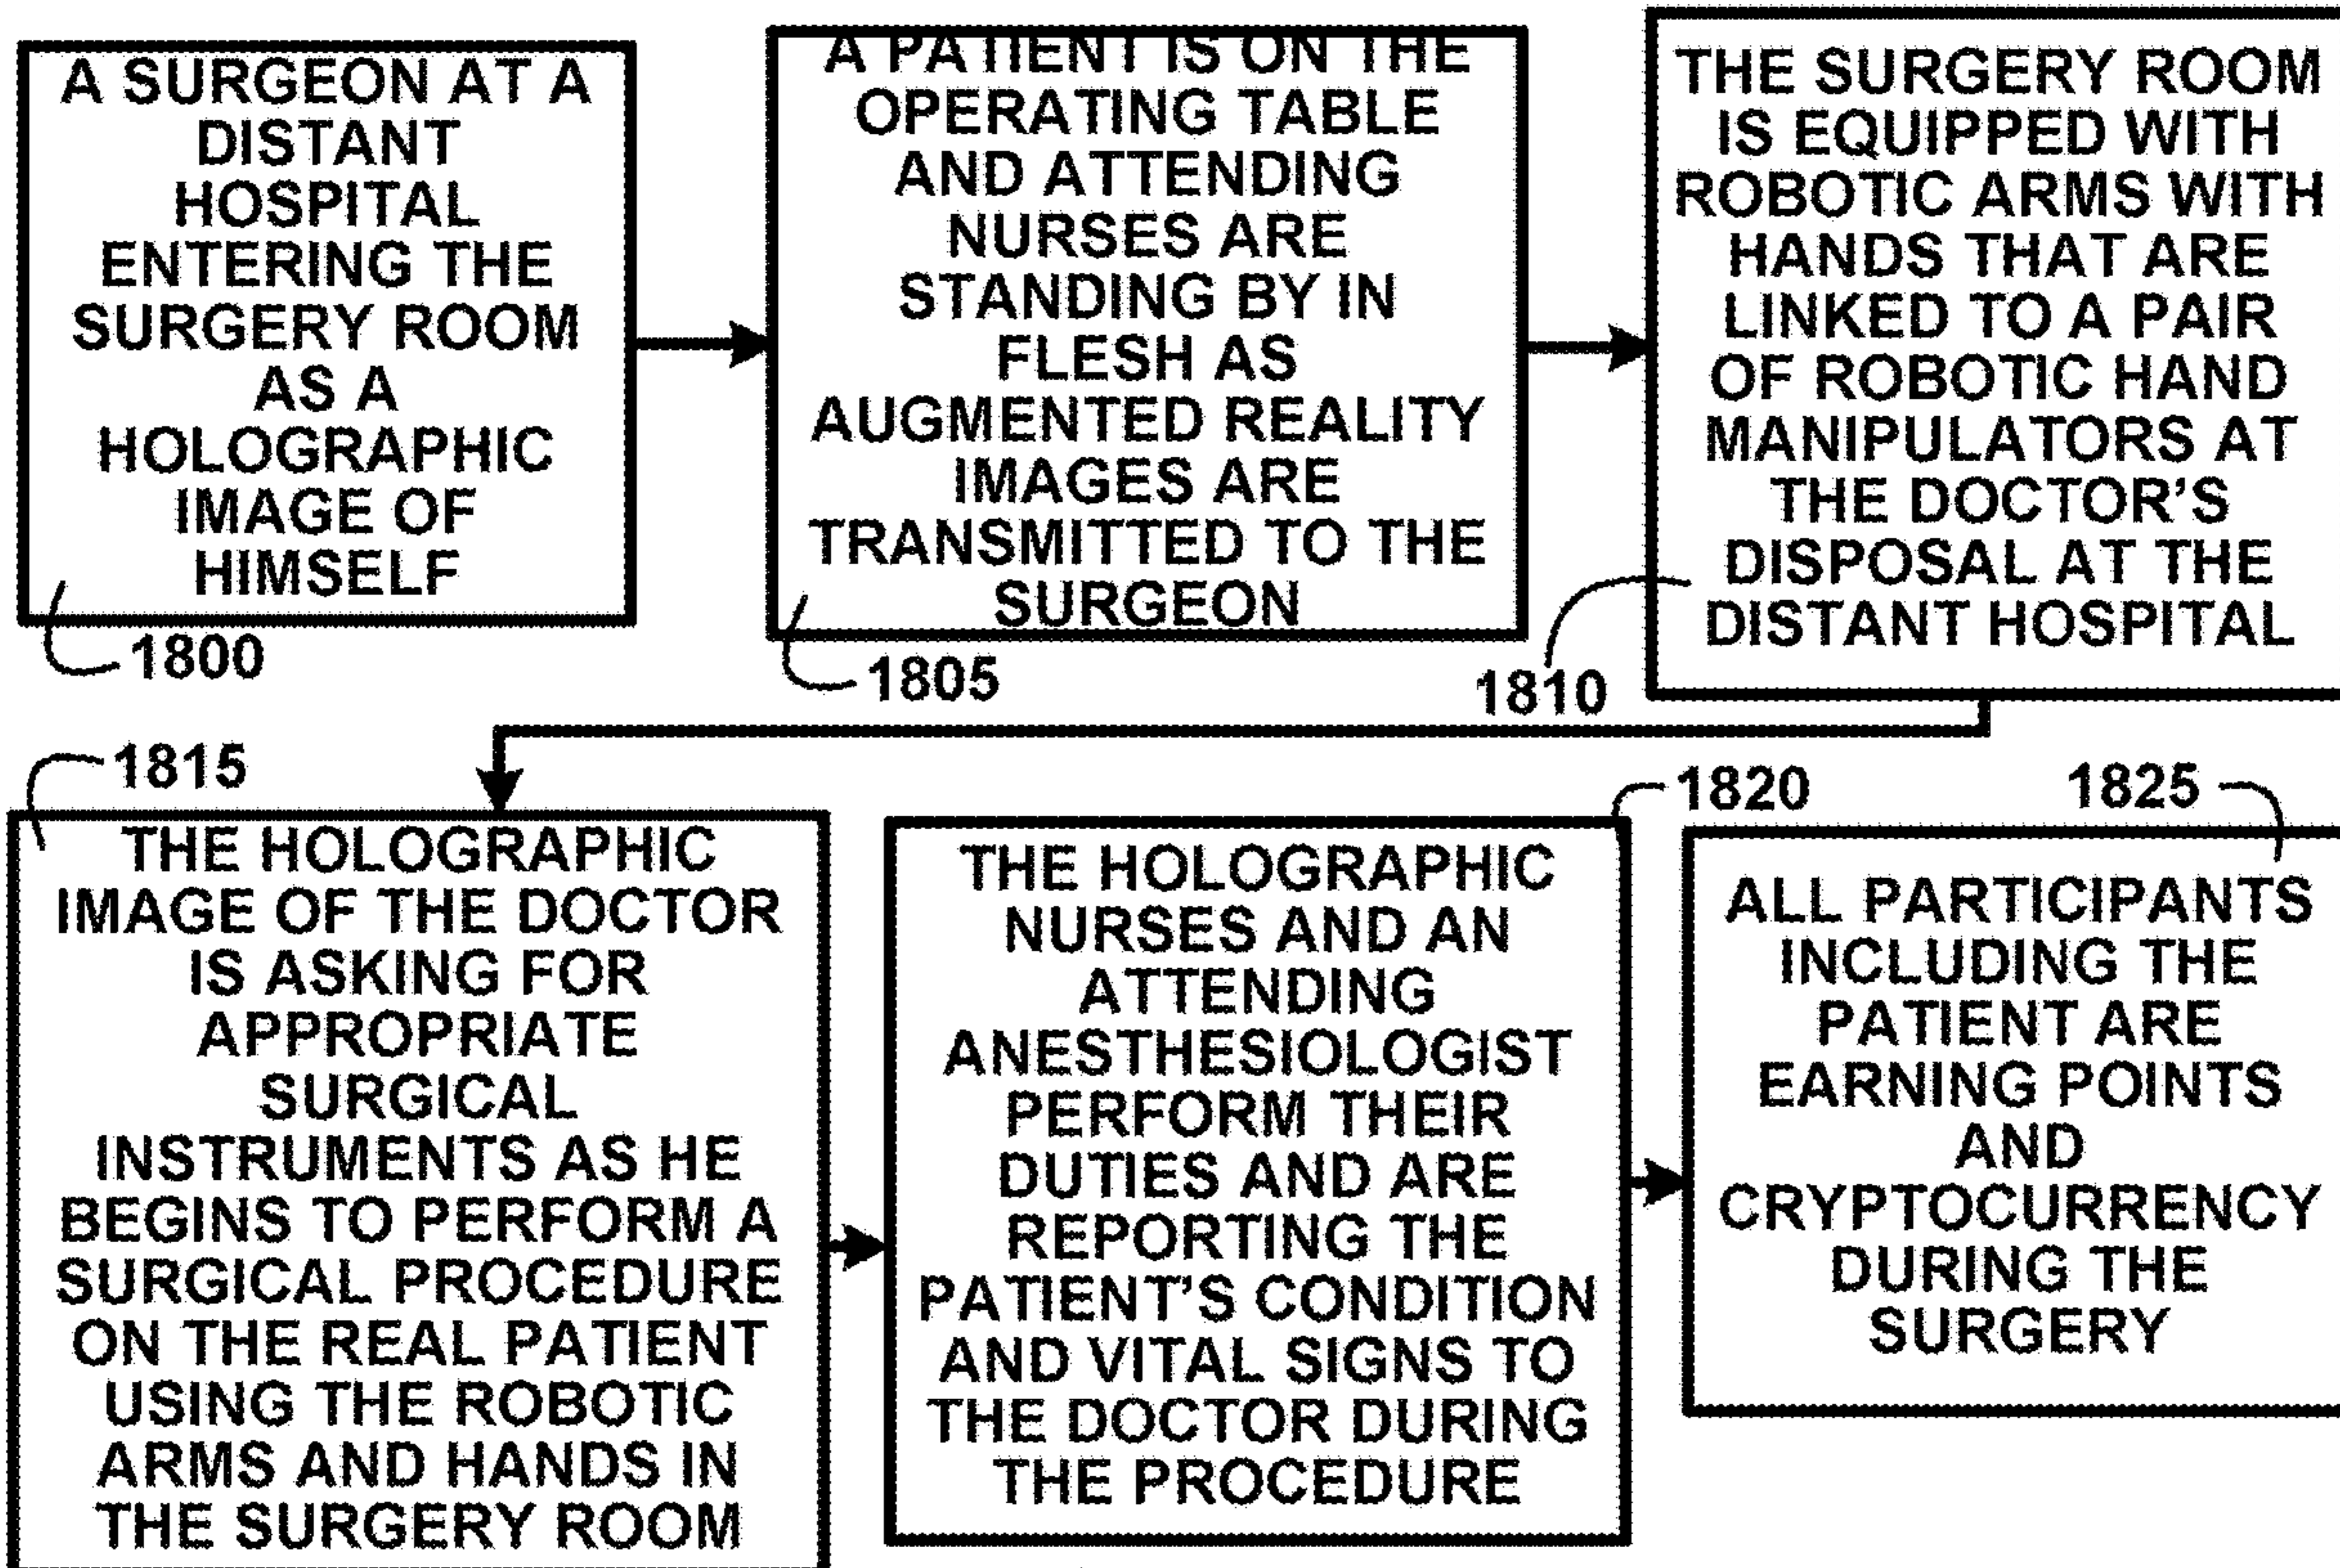 A SURGEON AT A
DISTANT
HOSPITAL
ENTERING THE
SURGERY ROOM
AS A
HOLOGRAPHIC
IMAGE OF
HIMSELF
1800
A PATIENT IS ON THE
OPERATING TABLE
AND ATTENDING
NURSES ARE
STANDING BY IN
FLESH AS
AUGMENTED REALITY
IMAGES ARE
TRANSMITTED TO THE
SURGEON
1805
THE SURGERY ROOM
IS EQUIPPED WITH
ROBOTIC ARMS WITH
HANDS THAT ARE
LINKED TO A PAIR
OF ROBOTIC HAND
MANIPULATORS AT
THE DOCTOR'S
DISPOSAL AT THE
DISTANT HOSPITAL
1810
1815
THE HOLOGRAPHIC
IMAGE OF THE DOCTOR
IS ASKING FOR
APPROPRIATE
SURGICAL
INSTRUMENTS AS HE
BEGINS TO PERFORM A
SURGICAL PROCEDURE
ON THE REAL PATIENT
USING THE ROBOTIC
ARMS AND HANDS IN
THE SURGERY ROOM
1820
THE HOLOGRAPHIC
NURSES AND AN
ATTENDING
ANESTHESIOLOGIST
PERFORM THEIR
DUTIES AND ARE
REPORTING THE
PATIENT'S CONDITION
AND VITAL SIGNS TO
THE DOCTOR DURING
THE PROCEDURE
1825
ALL PARTICIPANTS
INCLUDING THE
PATIENT ARE
EARNING POINTS
AND
CRYPTOCURRENCY
DURING THE
SURGERY